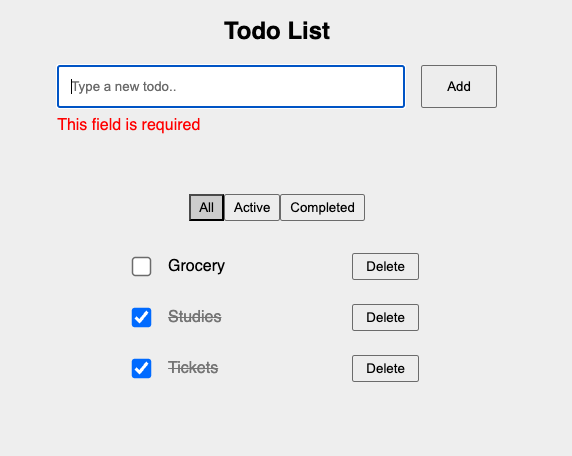 Todo List
Type a new todo..
Add
This field is required
All Active Completed
Grocery Delete
Studies Delete
Tickets Delete